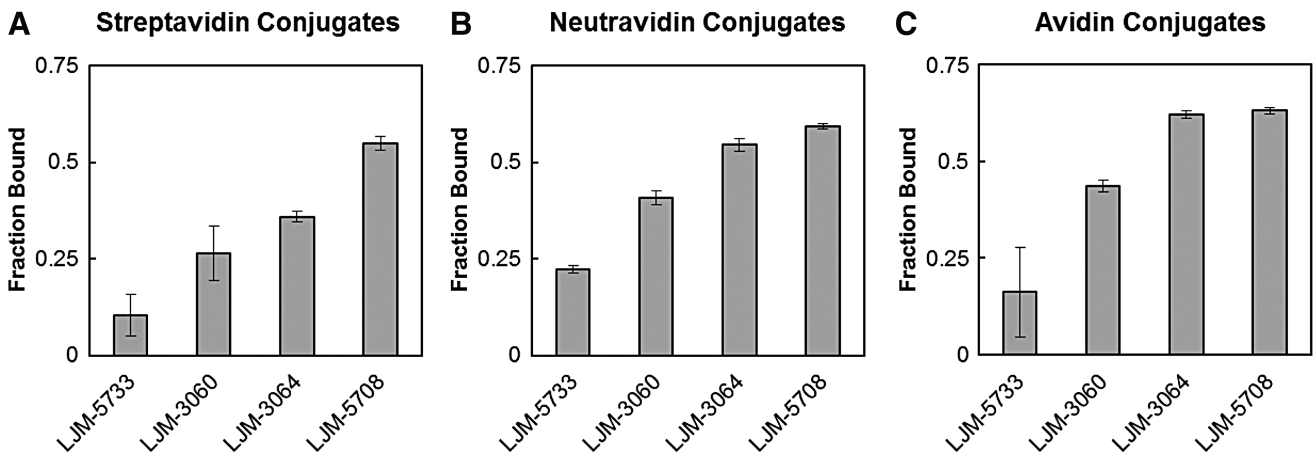 A Streptavidin Conjugates
Fraction Bound
0.75
0.5
0.25
0
LJM-5733
LJM-3060
LJM-3064
LJM-5708
B Neutravidin Conjugates
Fraction Bound
0.75
0.5
0.25
0
LJM-5733
LJM-3060
LJM-3064
LJM-5708
C Avidin Conjugates
Fraction Bound
0.75
0.5
0.25
0
LJM-5733
LJM-3060
LJM-3064
LJM-5708